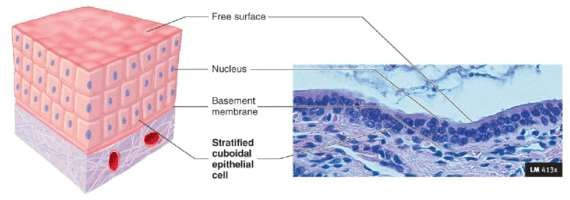 Free surface
Nucleus
Basement
membrane
Stratified
cuboidal
epithelial
cell
LM 413x